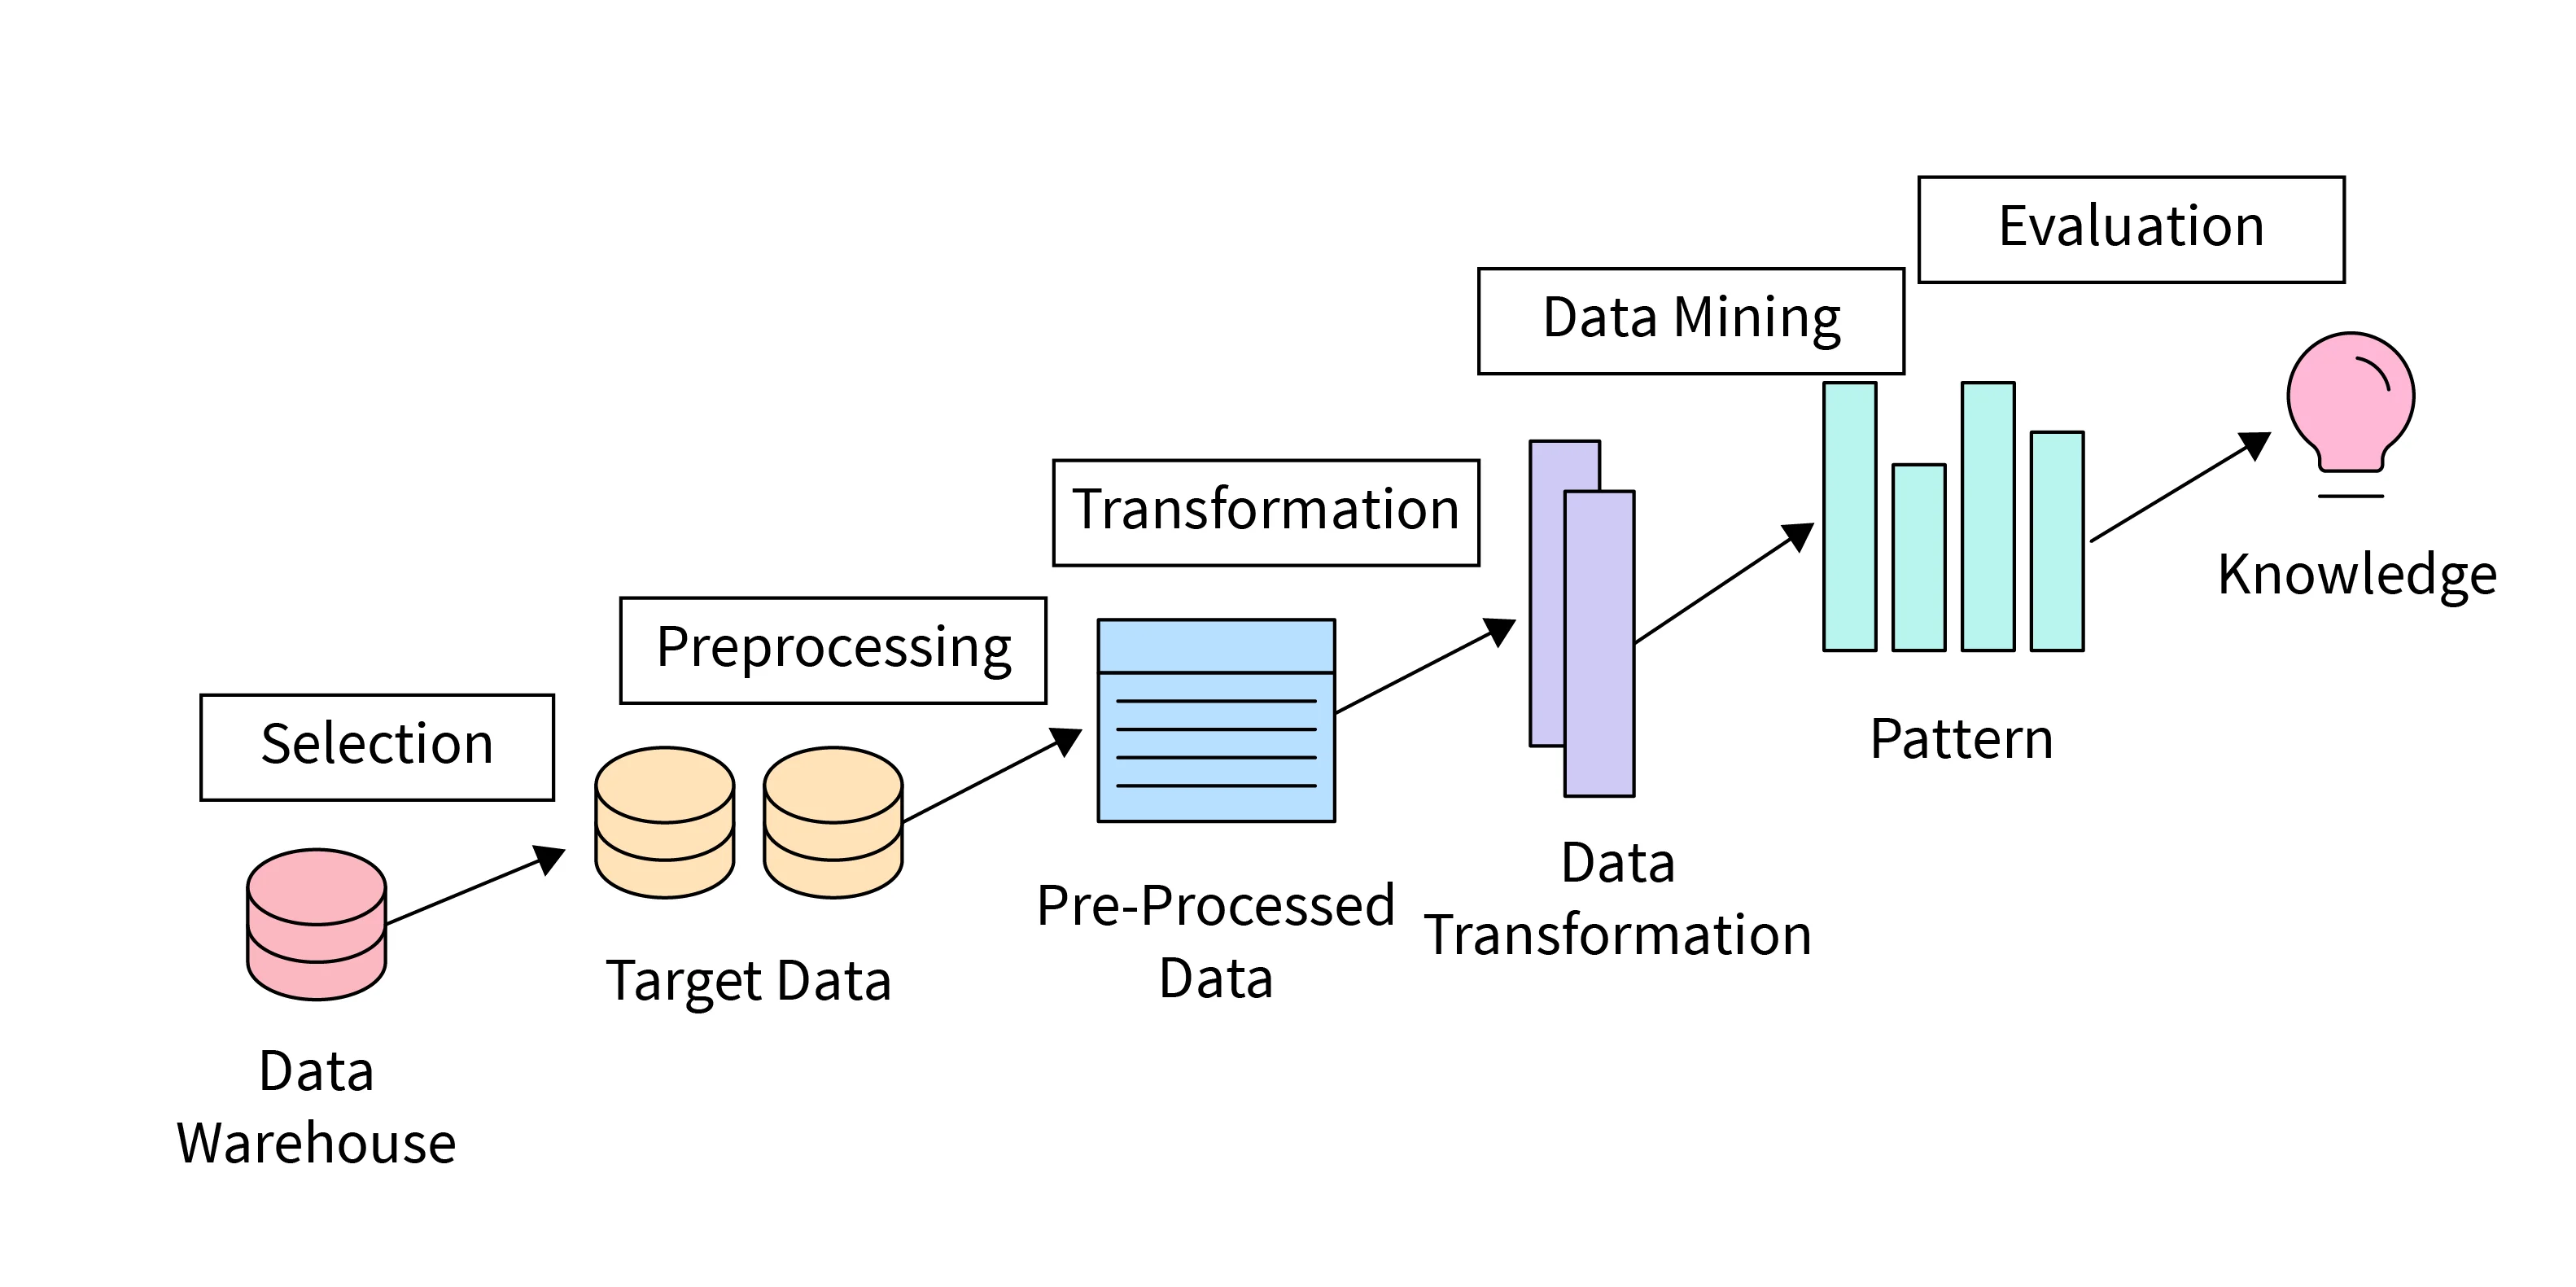 Evaluation
Data Mining
Transformation
Preprocessing
Selection
Knowledge
Pattern
Data
Transformation
Pre-Processed
Data
Target Data
Data
Warehouse